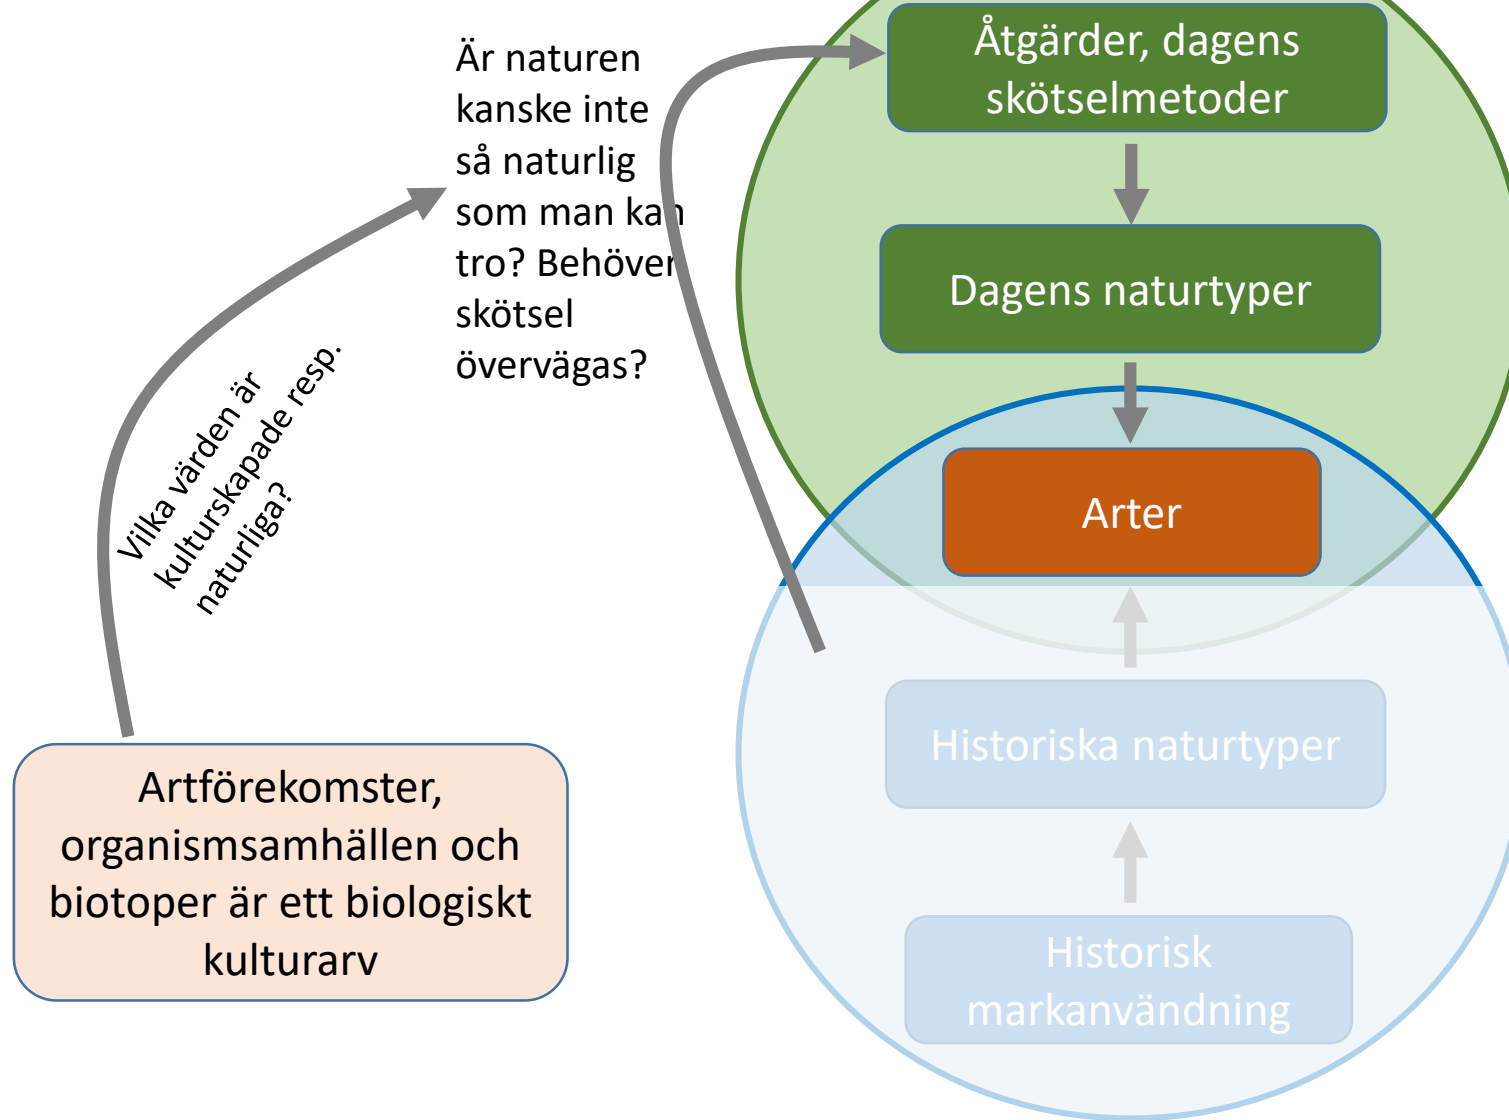 Är naturen
kanske inte
så naturlig
som man kan
tro? Behöver
skötsel
övervägas?
Åtgärder, dagens
skötselmetoder
Dagens naturtyper
Arter
Vilka värden är
kulturskapade resp.
naturliga?
Historiska naturtyper
Artförekomster,
organismsamhällen och
biotoper är ett biologiskt
kulturarv
Historisk
markanvändning